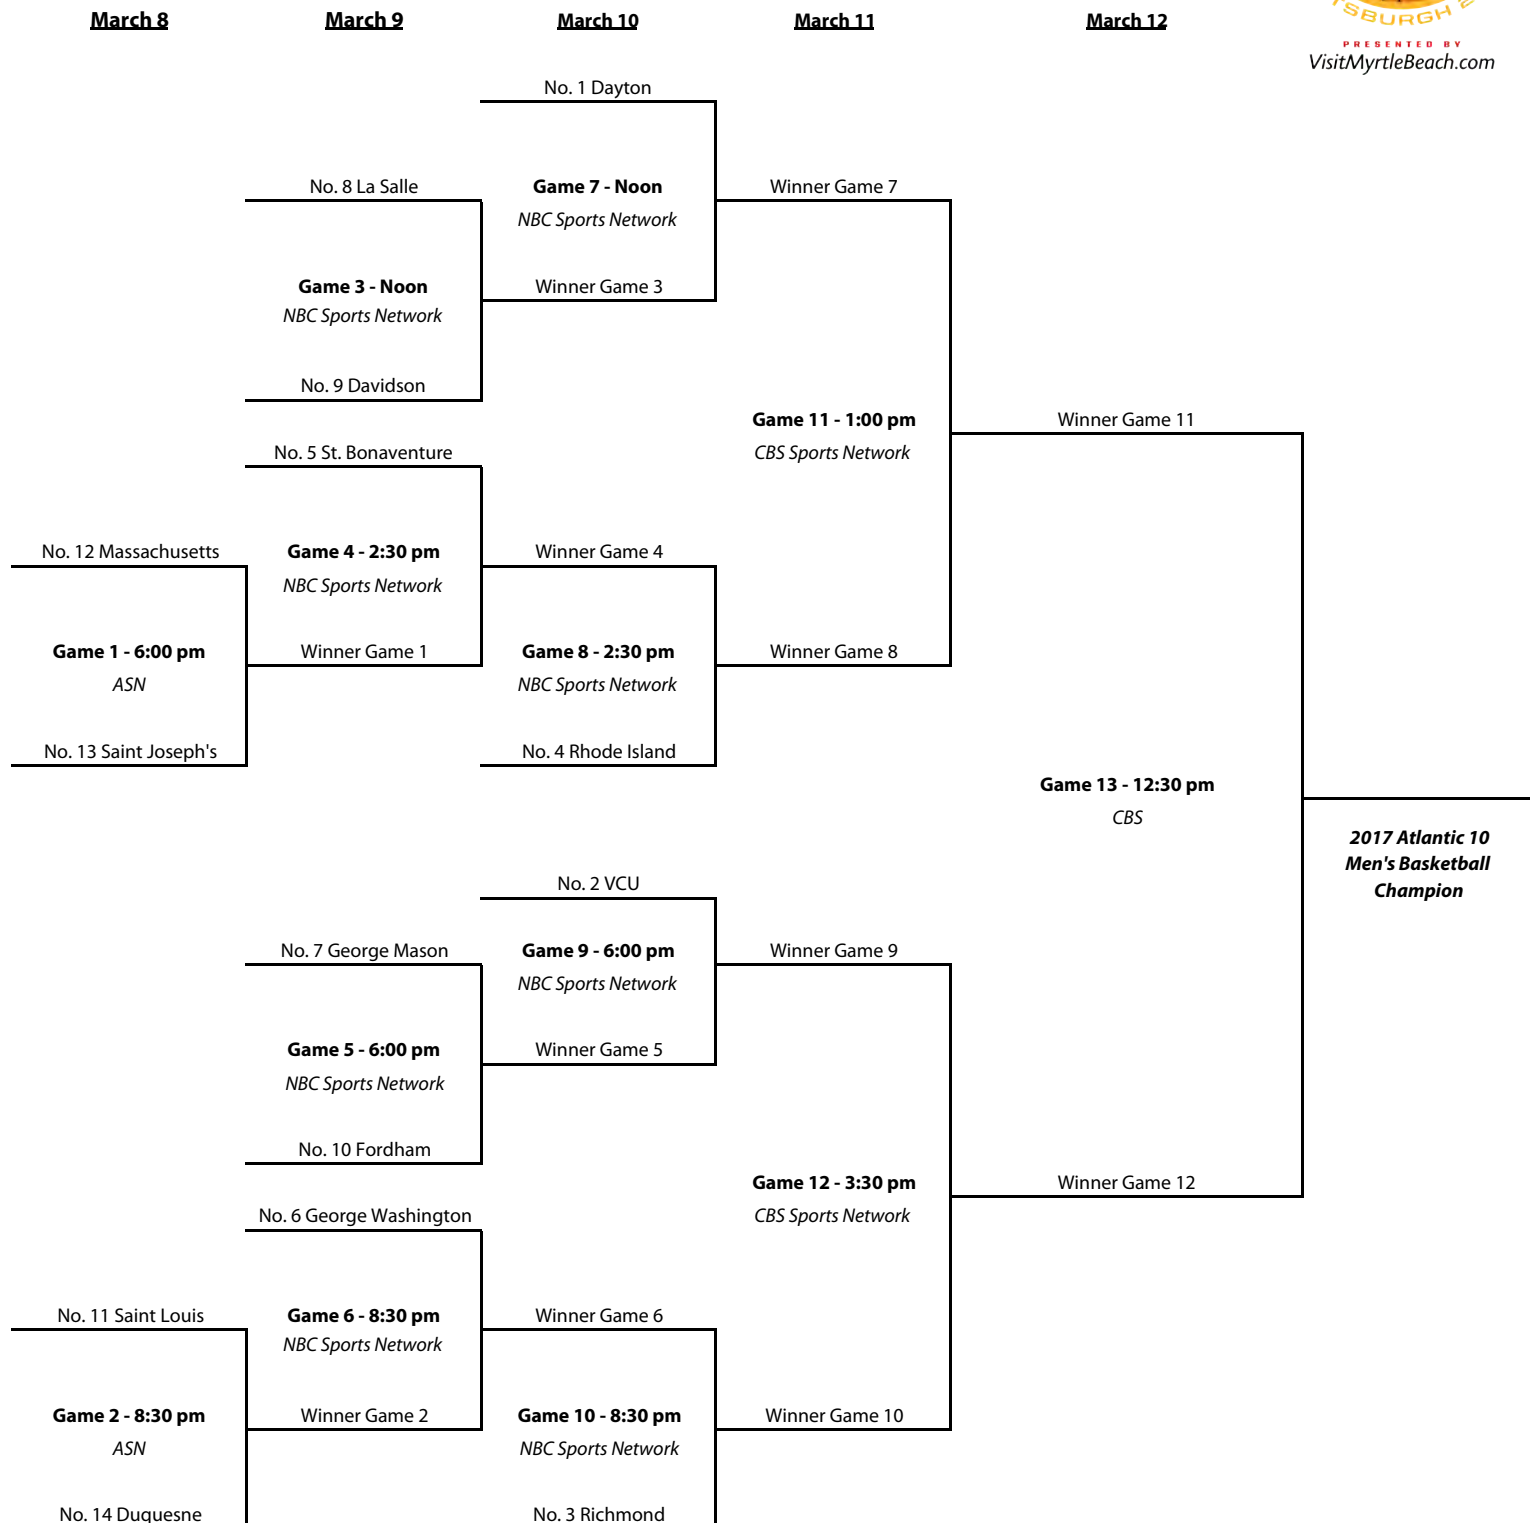 March 8
March 9
March 10
March 11
March 12
PRESENTED BY
VisitMyrtleBeach.com
No. 1 Dayton
No. 8 La Salle
Game 7 - Noon
Winner Game 7
NBC Sports Network
Game 3 - Noon
Winner Game 3
NBC Sports Network
No. 9 Davidson
Game 11 - 1:00 pm
Winner Game 11
No. 5 St. Bonaventure
CBS Sports Network
No. 12 Massachusetts
Game 4 - 2:30 pm
Winner Game 4
NBC Sports Network
Game 1 - 6:00 pm
Winner Game 1
Game 8 - 2:30 pm
Winner Game 8
ASN
NBC Sports Network
No. 13 Saint Joseph's
No. 4 Rhode Island
Game 13 - 12:30 pm
CBS
2017 Atlantic 10
Men's Basketball
Champion
No. 2 VCU
No. 7 George Mason
Game 9 - 6:00 pm
Winner Game 9
NBC Sports Network
Game 5 - 6:00 pm
Winner Game 5
NBC Sports Network
No. 10 Fordham
Game 12 - 3:30 pm
Winner Game 12
No. 6 George Washington
CBS Sports Network
No. 11 Saint Louis
Game 6 - 8:30 pm
Winner Game 6
NBC Sports Network
Game 2 - 8:30 pm
Winner Game 2
Game 10 - 8:30 pm
Winner Game 10
ASN
NBC Sports Network
No. 14 Duquesne
No. 3 Richmond